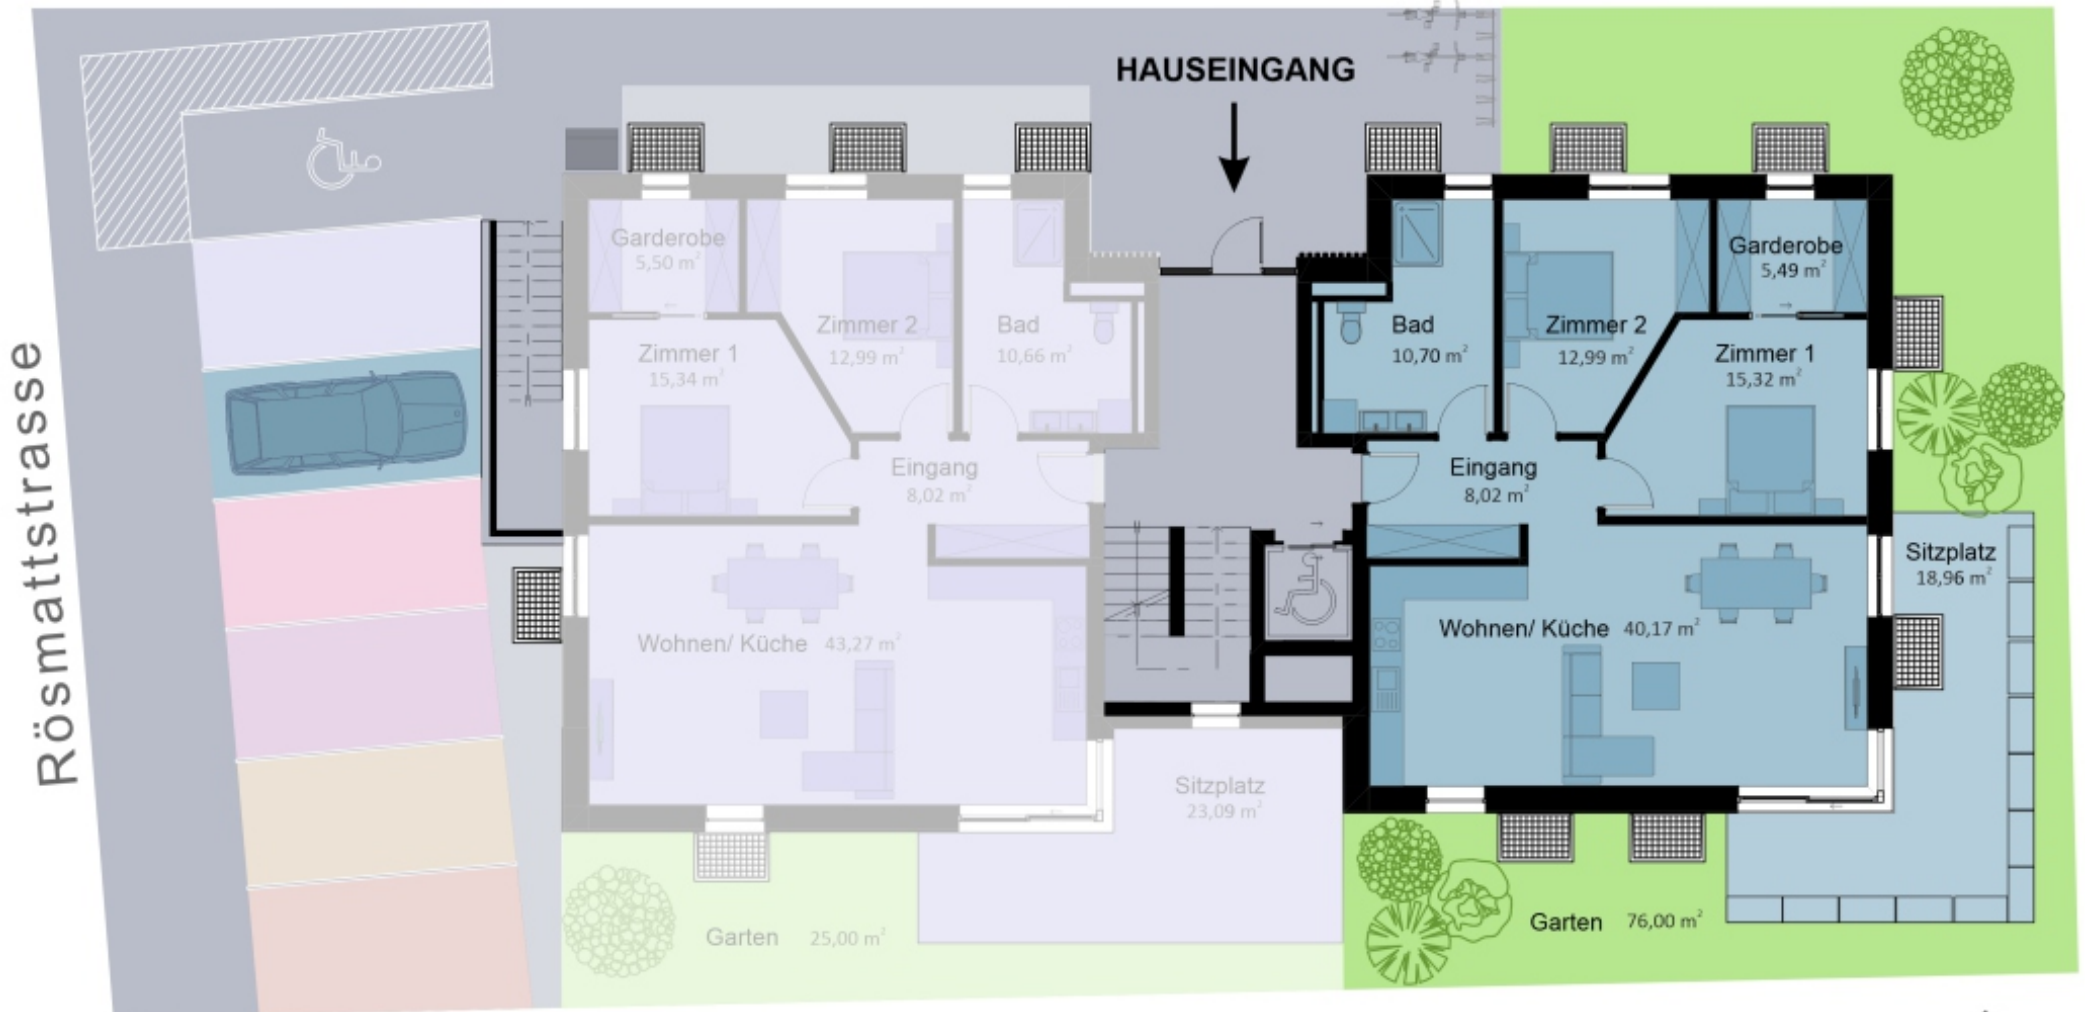 HAUSEINGANG
Rösmattstrasse
Garderobe
5,50 m²
Zimmer 2
12,99 m²
Bad
10,66 m²
Zimmer 1
15,34 m²
Eingang
8,02 m²
Wohnen/ Küche 43,27 m²
Sitzplatz
23,09 m²
Garten 25,00 m²
Bad
10,70 m²
Zimmer 2
12,99 m²
Garderobe
5,49 m²
Zimmer 1
15,32 m²
Eingang
8,02 m²
Sitzplatz
18,96 m²
Wohnen/ Küche 40,17 m²
Garten 76,00 m²